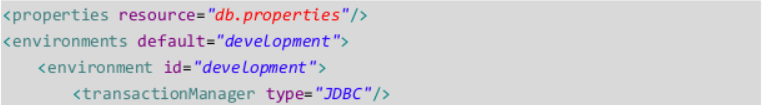 <properties resource="db.properties"/>
<environments default="development">
<environment id="development">
<transactionManager type="JDBC"/>